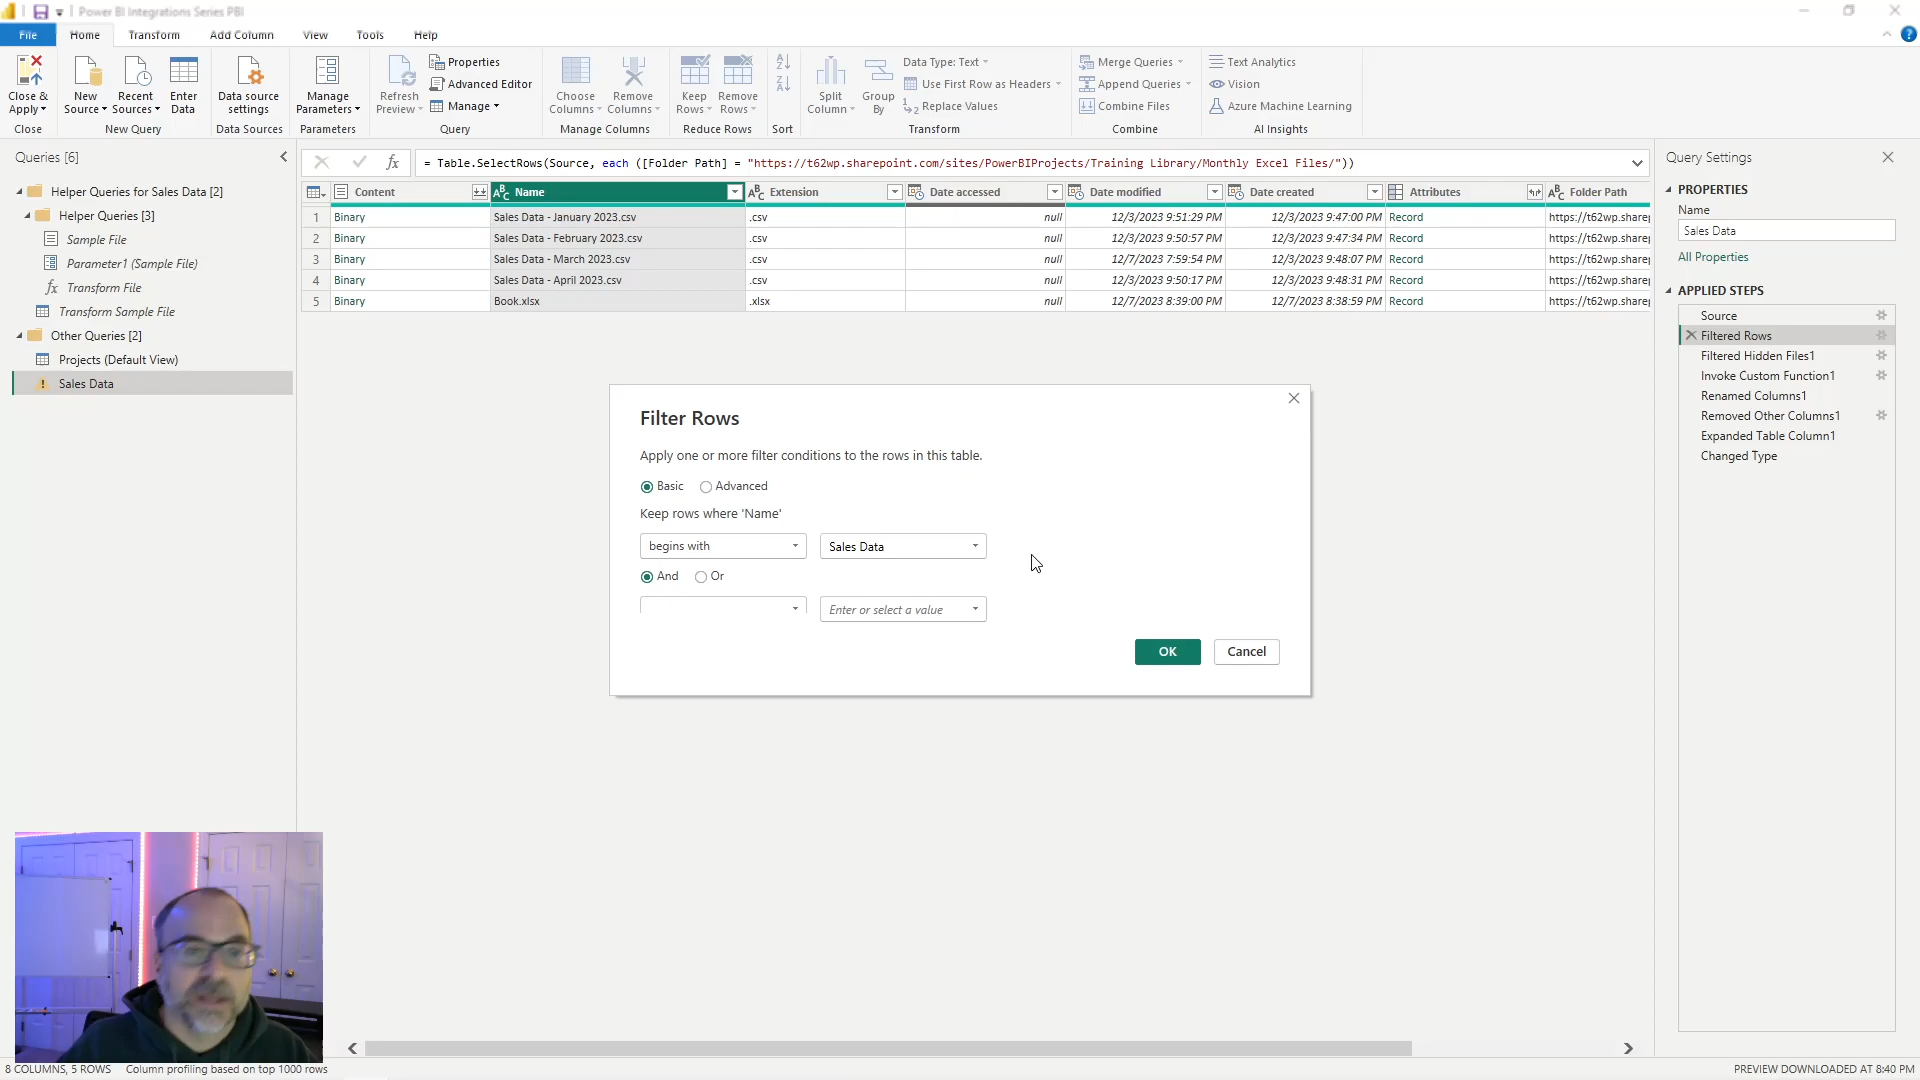 Power BI Integrations Series PBI
File Home Transform Add Column View Tools Help
Close & Apply
New Source
Recent Sources
Enter Data
Data source settings
Manage Parameters
Refresh Preview
Properties
Advanced Editor
Manage
Choose Columns
Remove Columns
Keep Rows
Remove Rows
Split Column
Group By
Data Type: Text
Use First Row as Headers
Replace Values
Merge Queries
Append Queries
Combine Files
Text Analytics
Vision
Azure Machine Learning
Close New Query Data Sources Parameters Query Manage Columns Reduce Rows Sort Transform Combine AI Insights
Queries [6]
Helper Queries for Sales Data [2]
Helper Queries [3]
Sample File
Parameter1 (Sample File)
fx Transform File
Transform Sample File
Other Queries [2]
Projects (Default View)
Sales Data
fx = Table.SelectRows(Source, each ([Folder Path] = "https://t62wp.sharepoint.com/sites/PowerBIProjects/Training Library/Monthly Excel Files/"))
Content Name Extension Date accessed Date modified Date created Attributes Folder Path
1 Binary Sales Data - January 2023.csv .csv null 12/3/2023 9:51:29 PM 12/3/2023 9:47:00 PM Record https://t62wp.sharep
2 Binary Sales Data - February 2023.csv .csv null 12/3/2023 9:50:57 PM 12/3/2023 9:47:34 PM Record https://t62wp.sharep
3 Binary Sales Data - March 2023.csv .csv null 12/7/2023 7:59:54 PM 12/3/2023 9:48:07 PM Record https://t62wp.sharep
4 Binary Sales Data - April 2023.csv .csv null 12/3/2023 9:50:17 PM 12/3/2023 9:48:31 PM Record https://t62wp.sharep
5 Binary Book.xlsx .xlsx null 12/7/2023 8:39:00 PM 12/7/2023 8:38:59 PM Record https://t62wp.sharep
Filter Rows
Apply one or more filter conditions to the rows in this table.
Basic Advanced
Keep rows where 'Name'
begins with Sales Data
And Or
Enter or select a value
OK Cancel
Query Settings
PROPERTIES
Name
Sales Data
All Properties
APPLIED STEPS
Source
Filtered Rows
Filtered Hidden Files1
Invoke Custom Function1
Renamed Columns1
Removed Other Columns1
Expanded Table Column1
Changed Type
8 COLUMNS, 5 ROWS Column profiling based on top 1000 rows
PREVIEW DOWNLOADED AT 8:40 PM